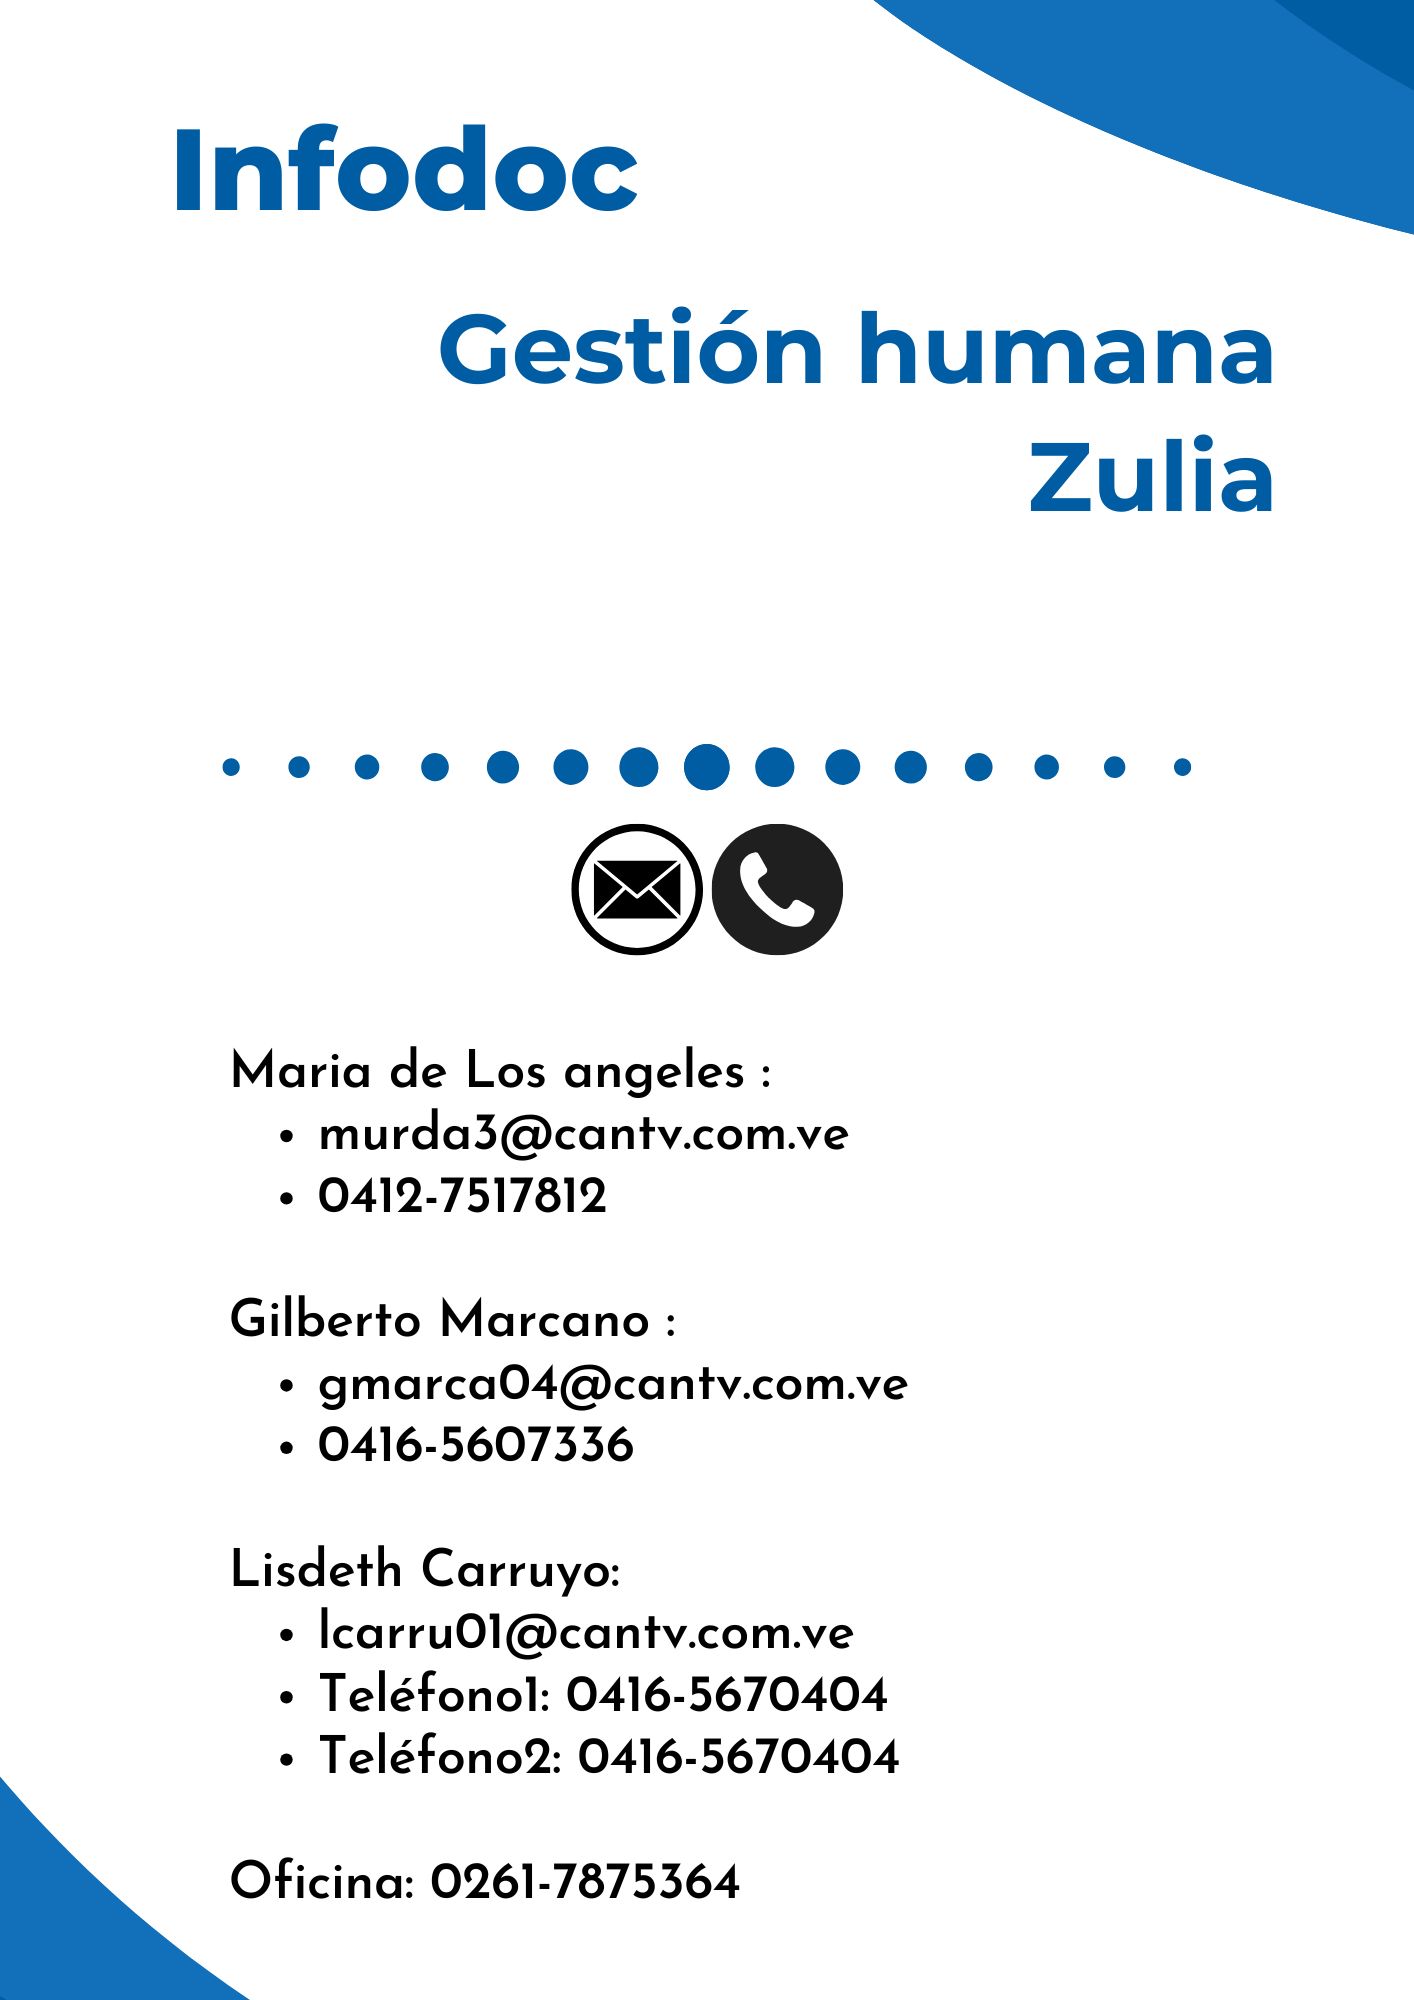 Infodoc
Gestión humana
Zulia
Maria de Los angeles :
• murda3@cantv.com.ve
• 0412-7517812
Gilberto Marcano :
• gmarca04@cantv.com.ve
• 0416-5607336
Lisdeth Carruyo:
• lcarru01@cantv.com.ve
• Teléfono1: 0416-5670404
• Teléfono2: 0416-5670404
Oficina: 0261-7875364